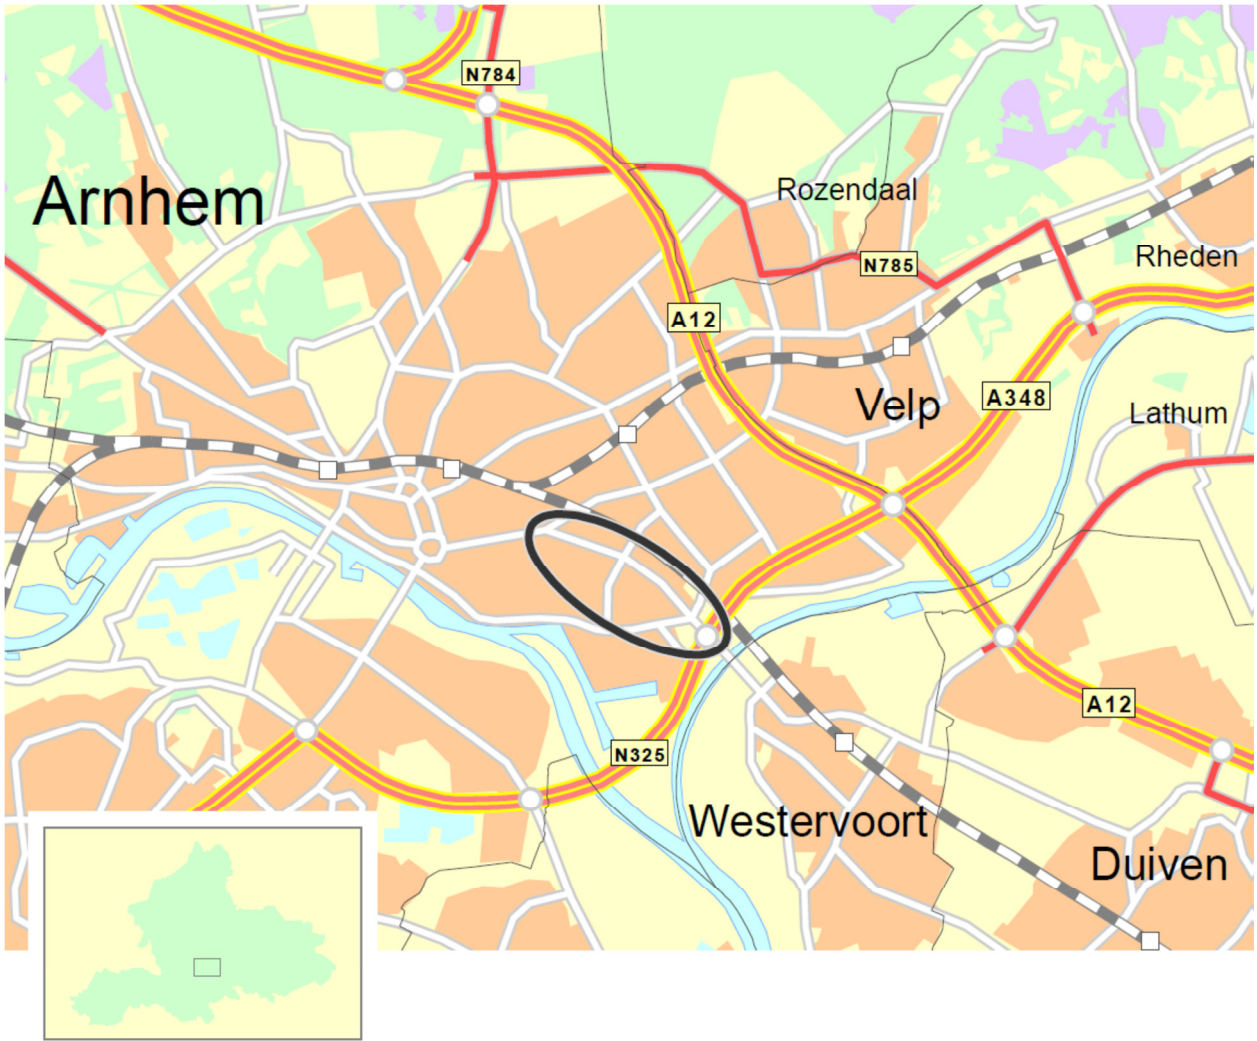 N784
Arnhem
Rozendaal
N785
Rheden
A12
Velp
A348
Lathum
A12
N325
Westervoort
Duiven